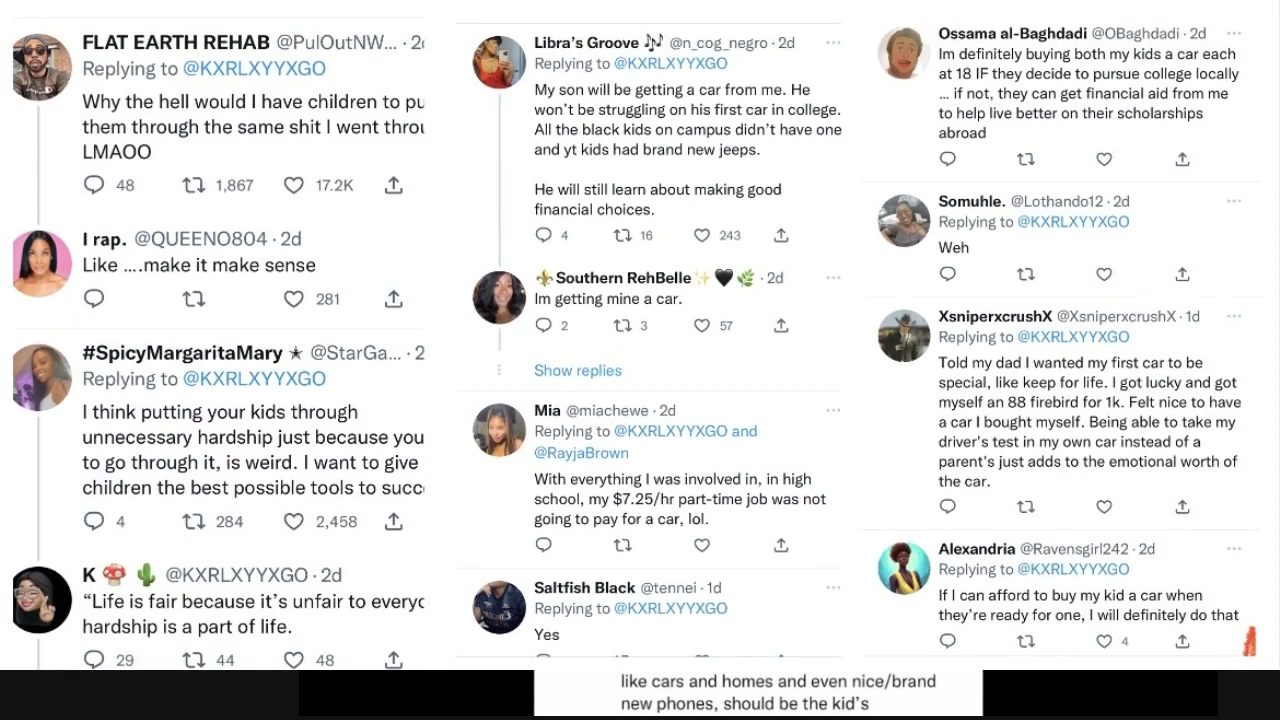 FLAT EARTH REHAB @PulOutNW... · 2d
Replying to @KXRLXYYXGO
Why the hell would I have children to pu
them through the same shit I went throu
LMAOO
48 1,867 17.2K
I rap. @QUEENO804 · 2d
Like ....make it make sense
281
#SpicyMargaritaMary ★ @StarGa... · 2
Replying to @KXRLXYYXGO
I think putting your kids through
unnecessary hardship just because you
to go through it, is weird. I want to give
children the best possible tools to succ
4 284 2,458
K 🍄 🌵 @KXRLXYYXGO · 2d
“Life is fair because it’s unfair to everyo
hardship is a part of life.
29 44 48
Libra’s Groove 🎶 @n_cog_negro · 2d
Replying to @KXRLXYYXGO
My son will be getting a car from me. He
won’t be struggling on his first car in college.
All the black kids on campus didn’t have one
and yt kids had brand new jeeps.
He will still learn about making good
financial choices.
4 16 243
⚜️Southern RehBelle✨🖤🌿 · 2d
Im getting mine a car.
2 3 57
Show replies
Mia @miachewe · 2d
Replying to @KXRLXYYXGO and
@RayjaBrown
With everything I was involved in, in high
school, my $7.25/hr part-time job was not
going to pay for a car, lol.
Saltfish Black @tennei · 1d
Replying to @KXRLXYYXGO
Yes
Ossama al-Baghdadi @OBaghdadi · 2d
Im definitely buying both my kids a car each
at 18 IF they decide to pursue college locally
... if not, they can get financial aid from me
to help live better on their scholarships
abroad
Somuhle. @Lothando12 · 2d
Replying to @KXRLXYYXGO
Weh
XsniperxcrushX @XsniperxcrushX · 1d
Replying to @KXRLXYYXGO
Told my dad I wanted my first car to be
special, like keep for life. I got lucky and got
myself an 88 firebird for 1k. Felt nice to have
a car I bought myself. Being able to take my
driver's test in my own car instead of a
parent's just adds to the emotional worth of
the car.
Alexandria @Ravensgirl242 · 2d
Replying to @KXRLXYYXGO
If I can afford to buy my kid a car when
they’re ready for one, I will definitely do that
4
like cars and homes and even nice/brand
new phones, should be the kid’s